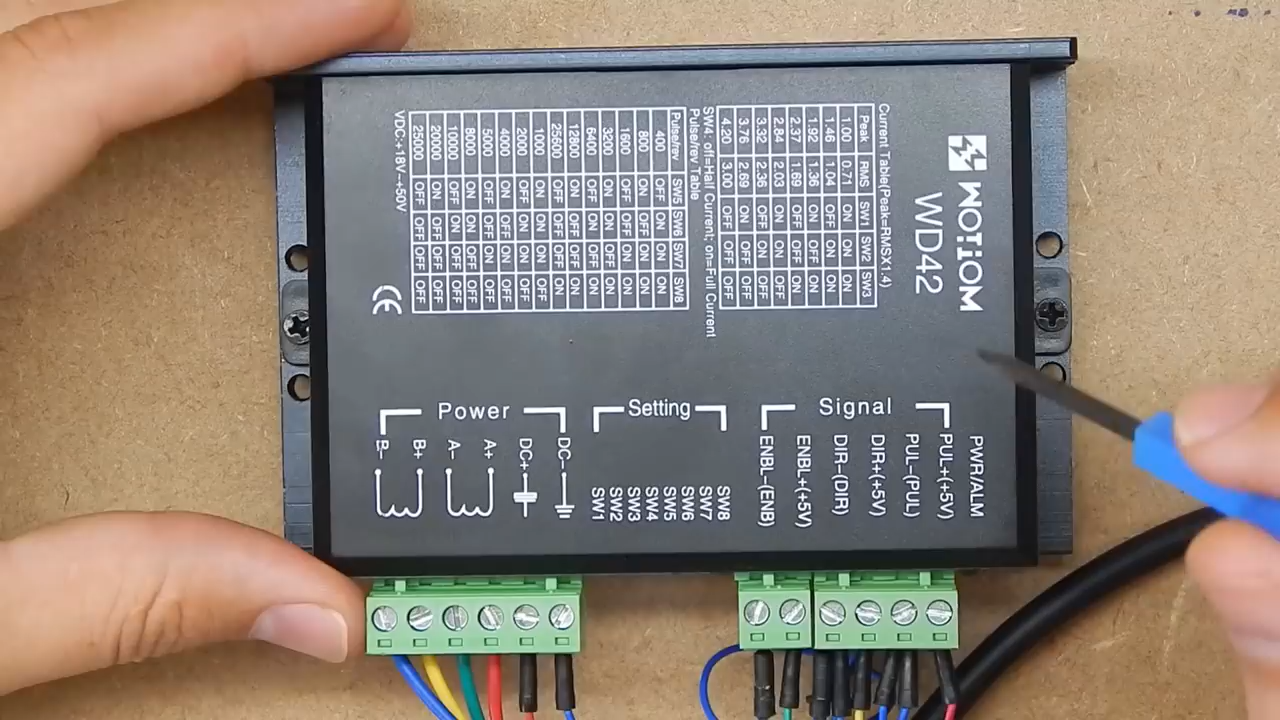 WOTIOM
WD42
Current Table(Peak=RMSX1.4)
Peak RMS SW1 SW2 SW3
1.00 0.71 ON ON ON
1.46 1.04 OFF ON ON
1.92 1.36 ON OFF ON
2.37 1.69 OFF OFF ON
2.84 2.03 ON ON OFF
3.32 2.36 OFF ON OFF
3.76 2.69 ON OFF OFF
4.20 3.00 OFF OFF OFF
SW4: off=Half Current; on=Full Current
Pulse/rev Table
Pulse/rev SW5 SW6 SW7 SW8
400 OFF ON ON ON
800 ON OFF ON ON
1600 OFF OFF ON ON
3200 ON ON OFF ON
6400 OFF ON OFF ON
12800 ON OFF OFF ON
25600 OFF OFF OFF ON
1000 ON ON ON OFF
2000 OFF ON ON OFF
4000 ON OFF ON OFF
5000 OFF OFF ON OFF
8000 ON ON OFF OFF
10000 OFF ON OFF OFF
20000 ON OFF OFF OFF
25000 OFF OFF OFF OFF
VDC:+18V~+50V
CE
PWR/ALM
Signal
PUL+(+5V)
PUL-(PUL)
DIR+(+5V)
DIR-(DIR)
ENBL+(+5V)
ENBL-(ENB)
Setting
SW8
SW7
SW6
SW5
SW4
SW3
SW2
SW1
Power
DC-
DC+
A+
A-
B+
B-